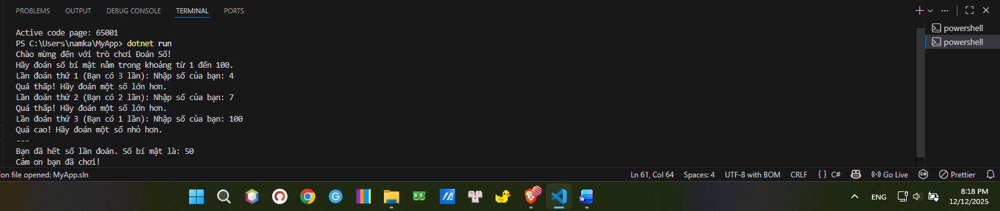 PROBLEMS OUTPUT DEBUG CONSOLE TERMINAL PORTS
Active code page: 65001
PS C:\Users\namka\MyApp> dotnet run
Chào mừng đến với trò chơi Đoán Số!
Hãy đoán số bí mật nằm trong khoảng từ 1 đến 100.
Lần đoán thứ 1 (Bạn có 3 lần): Nhập số của bạn: 4
Quá thấp! Hãy đoán một số lớn hơn.
Lần đoán thứ 2 (Bạn có 2 lần): Nhập số của bạn: 7
Quá thấp! Hãy đoán một số lớn hơn.
Lần đoán thứ 3 (Bạn có 1 lần): Nhập số của bạn: 100
Quá cao! Hãy đoán một số nhỏ hơn.
---
Bạn đã hết số lần đoán. Số bí mật là: 50
Cảm ơn bạn đã chơi!
powershell
powershell
ion file opened: MyApp.sln Ln 61, Col 64 Spaces: 4 UTF-8 with BOM CRLF {} C# Go Live Prettier
ENG 8:18 PM
12/12/2025